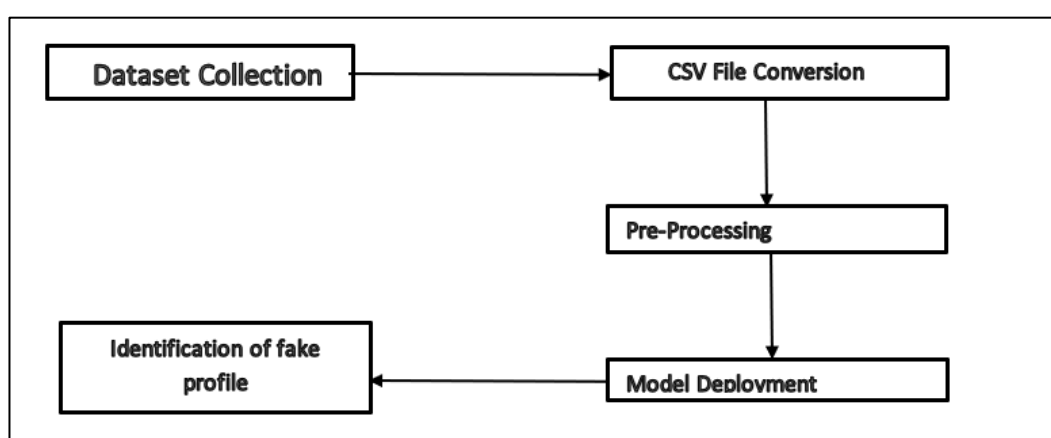 Dataset Collection
CSV File Conversion
Pre-Processing
Model Deployment
Identification of fake
profile